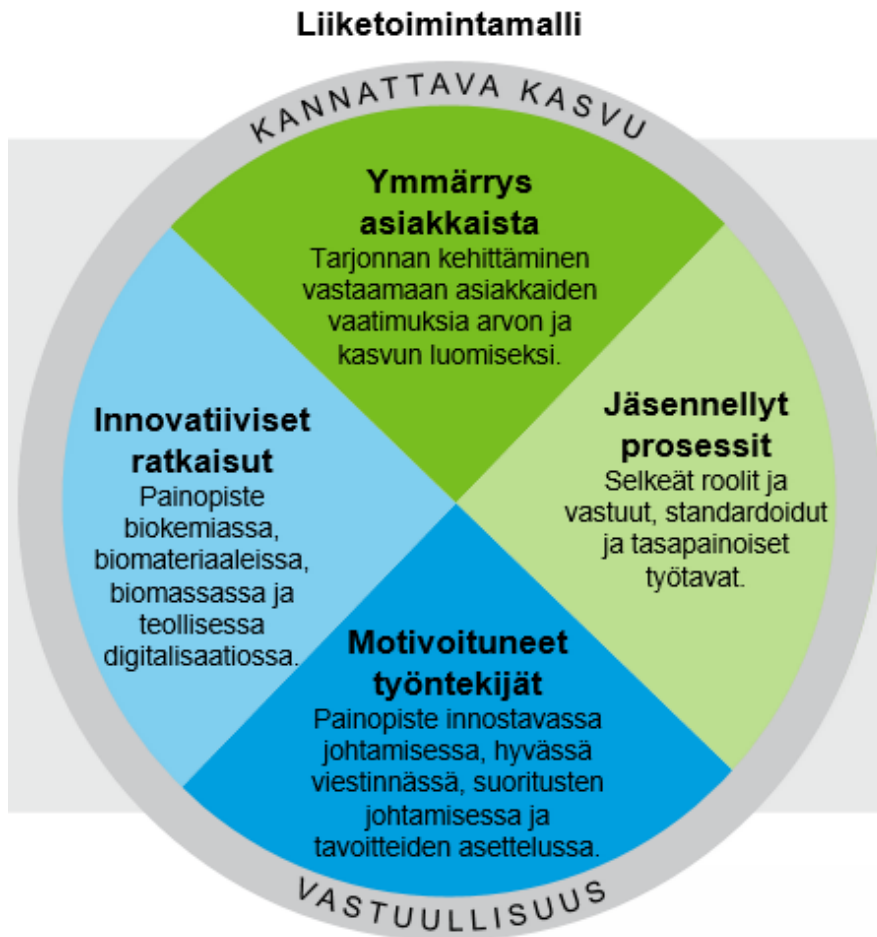 Liiketoimintamalli
KANNATTAVA KASVU
Ymmärrys
asiakkaista
Tarjonnan kehittäminen
vastaamaan asiakkaiden
vaatimuksia arvon ja
kasvun luomiseksi.
Innovatiiviset
ratkaisut
Painopiste
biokemiassa,
biomateriaaleissa,
biomassassa ja
teollisessa
digitalisaatiossa.
Jäsennellyt
prosessit
Selkeät roolit ja
vastuut, standardoidut
ja tasapainoiset
työtavat.
Motivoituneet
työntekijät
Painopiste innostavassa
johtamisessa, hyvässä
viestinnässä, suoritusten
johtamisessa ja
tavoitteiden asettelussa.
VASTUULLISUUS